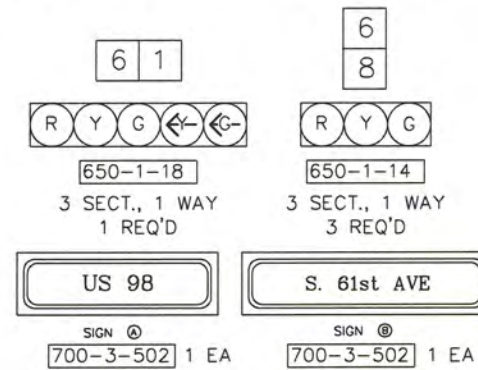 6 1
6
8
R Y G Y G
R Y G
650-1-18
650-1-14
3 SECT., 1 WAY
1 REQ'D
3 SECT., 1 WAY
3 REQ'D
US 98
S. 61st AVE
SIGN A
SIGN B
700-3-502 1 EA
700-3-502 1 EA